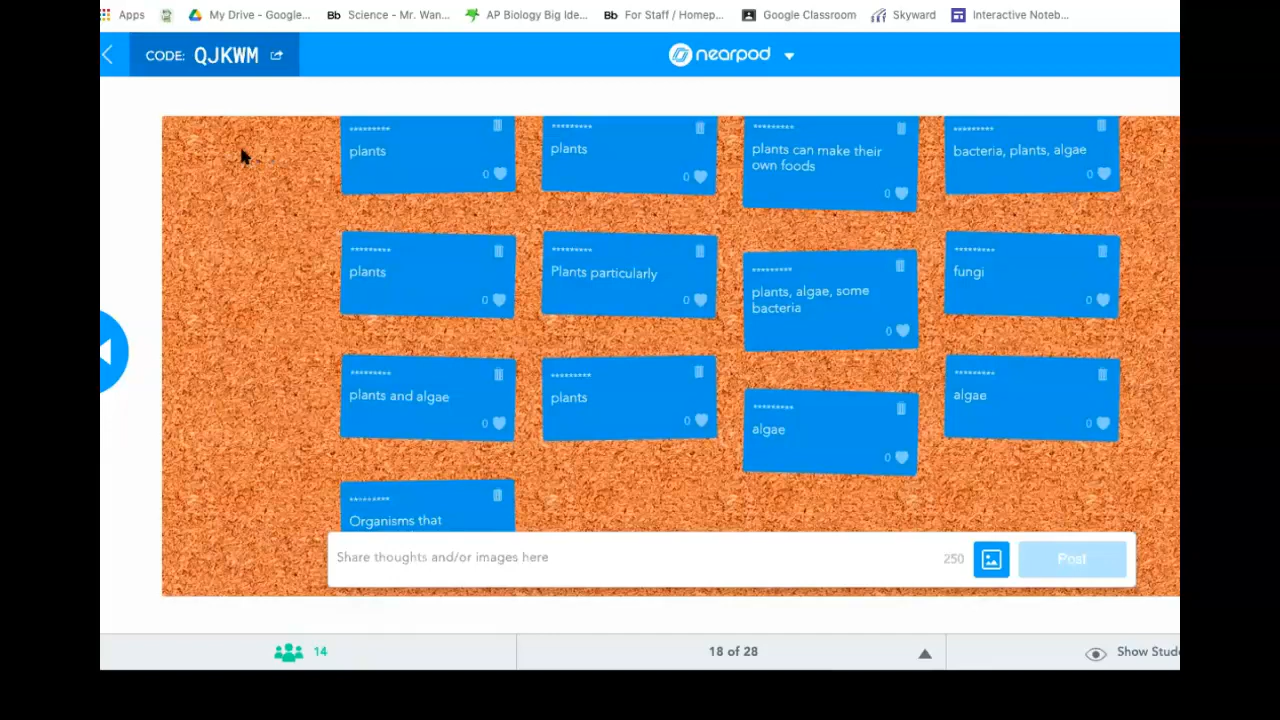 Apps My Drive - Google... Bb Science - Mr. Wan... AP Biology Big Ide... Bb For Staff / Homep... Google Classroom Skyward Interactive Noteb...
CODE: QJKWM nearpod
*********
plants
0
*********
plants
0
*********
plants can make their
own foods
0
*********
bacteria, plants, algae
0
*********
plants
0
*********
Plants particularly
0
*********
plants, algae, some
bacteria
0
*********
fungi
0
*********
plants and algae
0
*********
plants
0
*********
algae
0
*********
algae
0
*********
Organisms that
Share thoughts and/or images here 250 Post
14 18 of 28 Show Stude